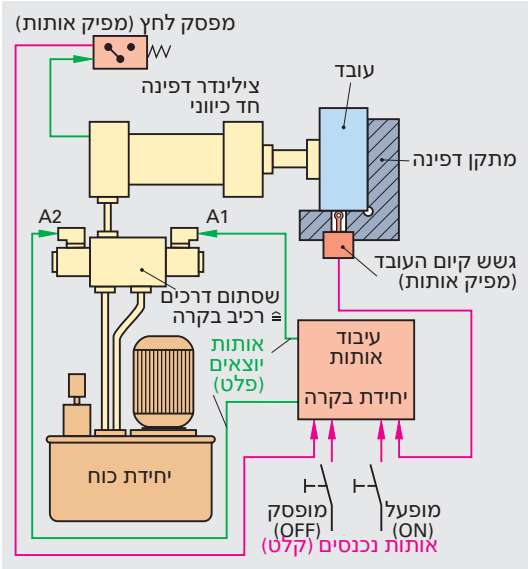 מפסק לחץ (מפיק אותות)
צילינדר דפינה
חד כיווני
עובד
מתקן דפינה
A2
A1
גשש קיום העובד
(מפיק אותות)
שסתום דרכים
≙ רכיב בקרה
אותות
יוצאים
(פלט)
עיבוד
אותות
יחידת בקרה
יחידת כוח
מופסק
(OFF)
מופעל
(ON)
אותות נכנסים (קלט)